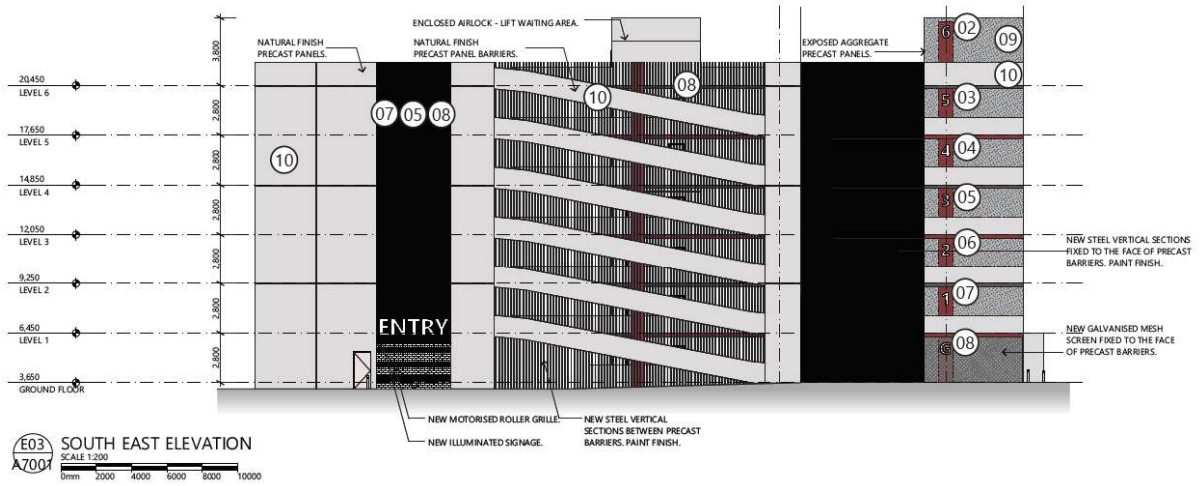 ENCLOSED AIRLOCK - LIFT WAITING AREA.
NATURAL FINISH
PRECAST PANELS.
NATURAL FINISH
PRECAST PANEL BARRIERS.
EXPOSED AGGREGATE
PRECAST PANELS.
3,800
6
02
09
10
20,450
LEVEL 6
08
10
07 05 08
2,800
5
03
17,650
LEVEL 5
10
2,800
4
04
14,850
LEVEL 4
2,800
3
05
12,050
LEVEL 3
2,800
2
06
NEW STEEL VERTICAL SECTIONS
FIXED TO THE FACE OF PRECAST
BARRIERS. PAINT FINISH.
9,250
LEVEL 2
2,800
1
07
ENTRY
6,450
LEVEL 1
2,800
G
08
NEW GALVANISED MESH
SCREEN FIXED TO THE FACE
OF PRECAST BARRIERS.
3,650
GROUND FLOOR
NEW MOTORISED ROLLER GRILLE.
NEW ILLUMINATED SIGNAGE.
NEW STEEL VERTICAL
SECTIONS BETWEEN PRECAST
BARRIERS. PAINT FINISH.
E03
A7001
SOUTH EAST ELEVATION
SCALE 1:200
0mm 2000 4000 6000 8000 10000